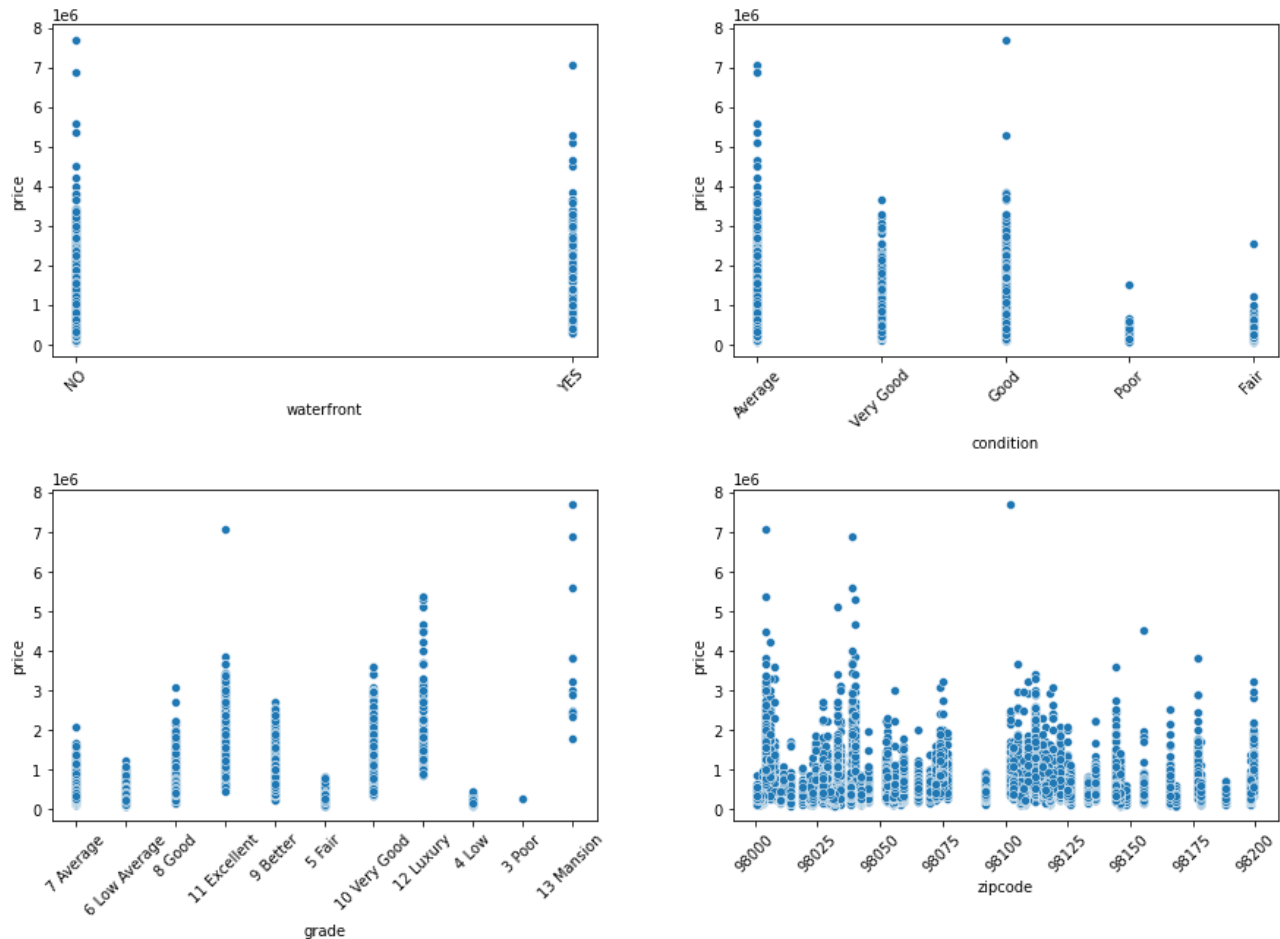 1e6
8
7
6
5
4
3
2
1
0
price
NO
YES
waterfront
1e6
8
7
6
5
4
3
2
1
0
price
Average
Very Good
Good
Poor
Fair
condition
1e6
8
7
6
5
4
3
2
1
0
price
7 Average
6 Low Average
8 Good
11 Excellent
9 Better
5 Fair
10 Very Good
12 Luxury
4 Low
3 Poor
13 Mansion
grade
1e6
8
7
6
5
4
3
2
1
0
price
98000
98025
98050
98075
98100
98125
98150
98175
98200
zipcode